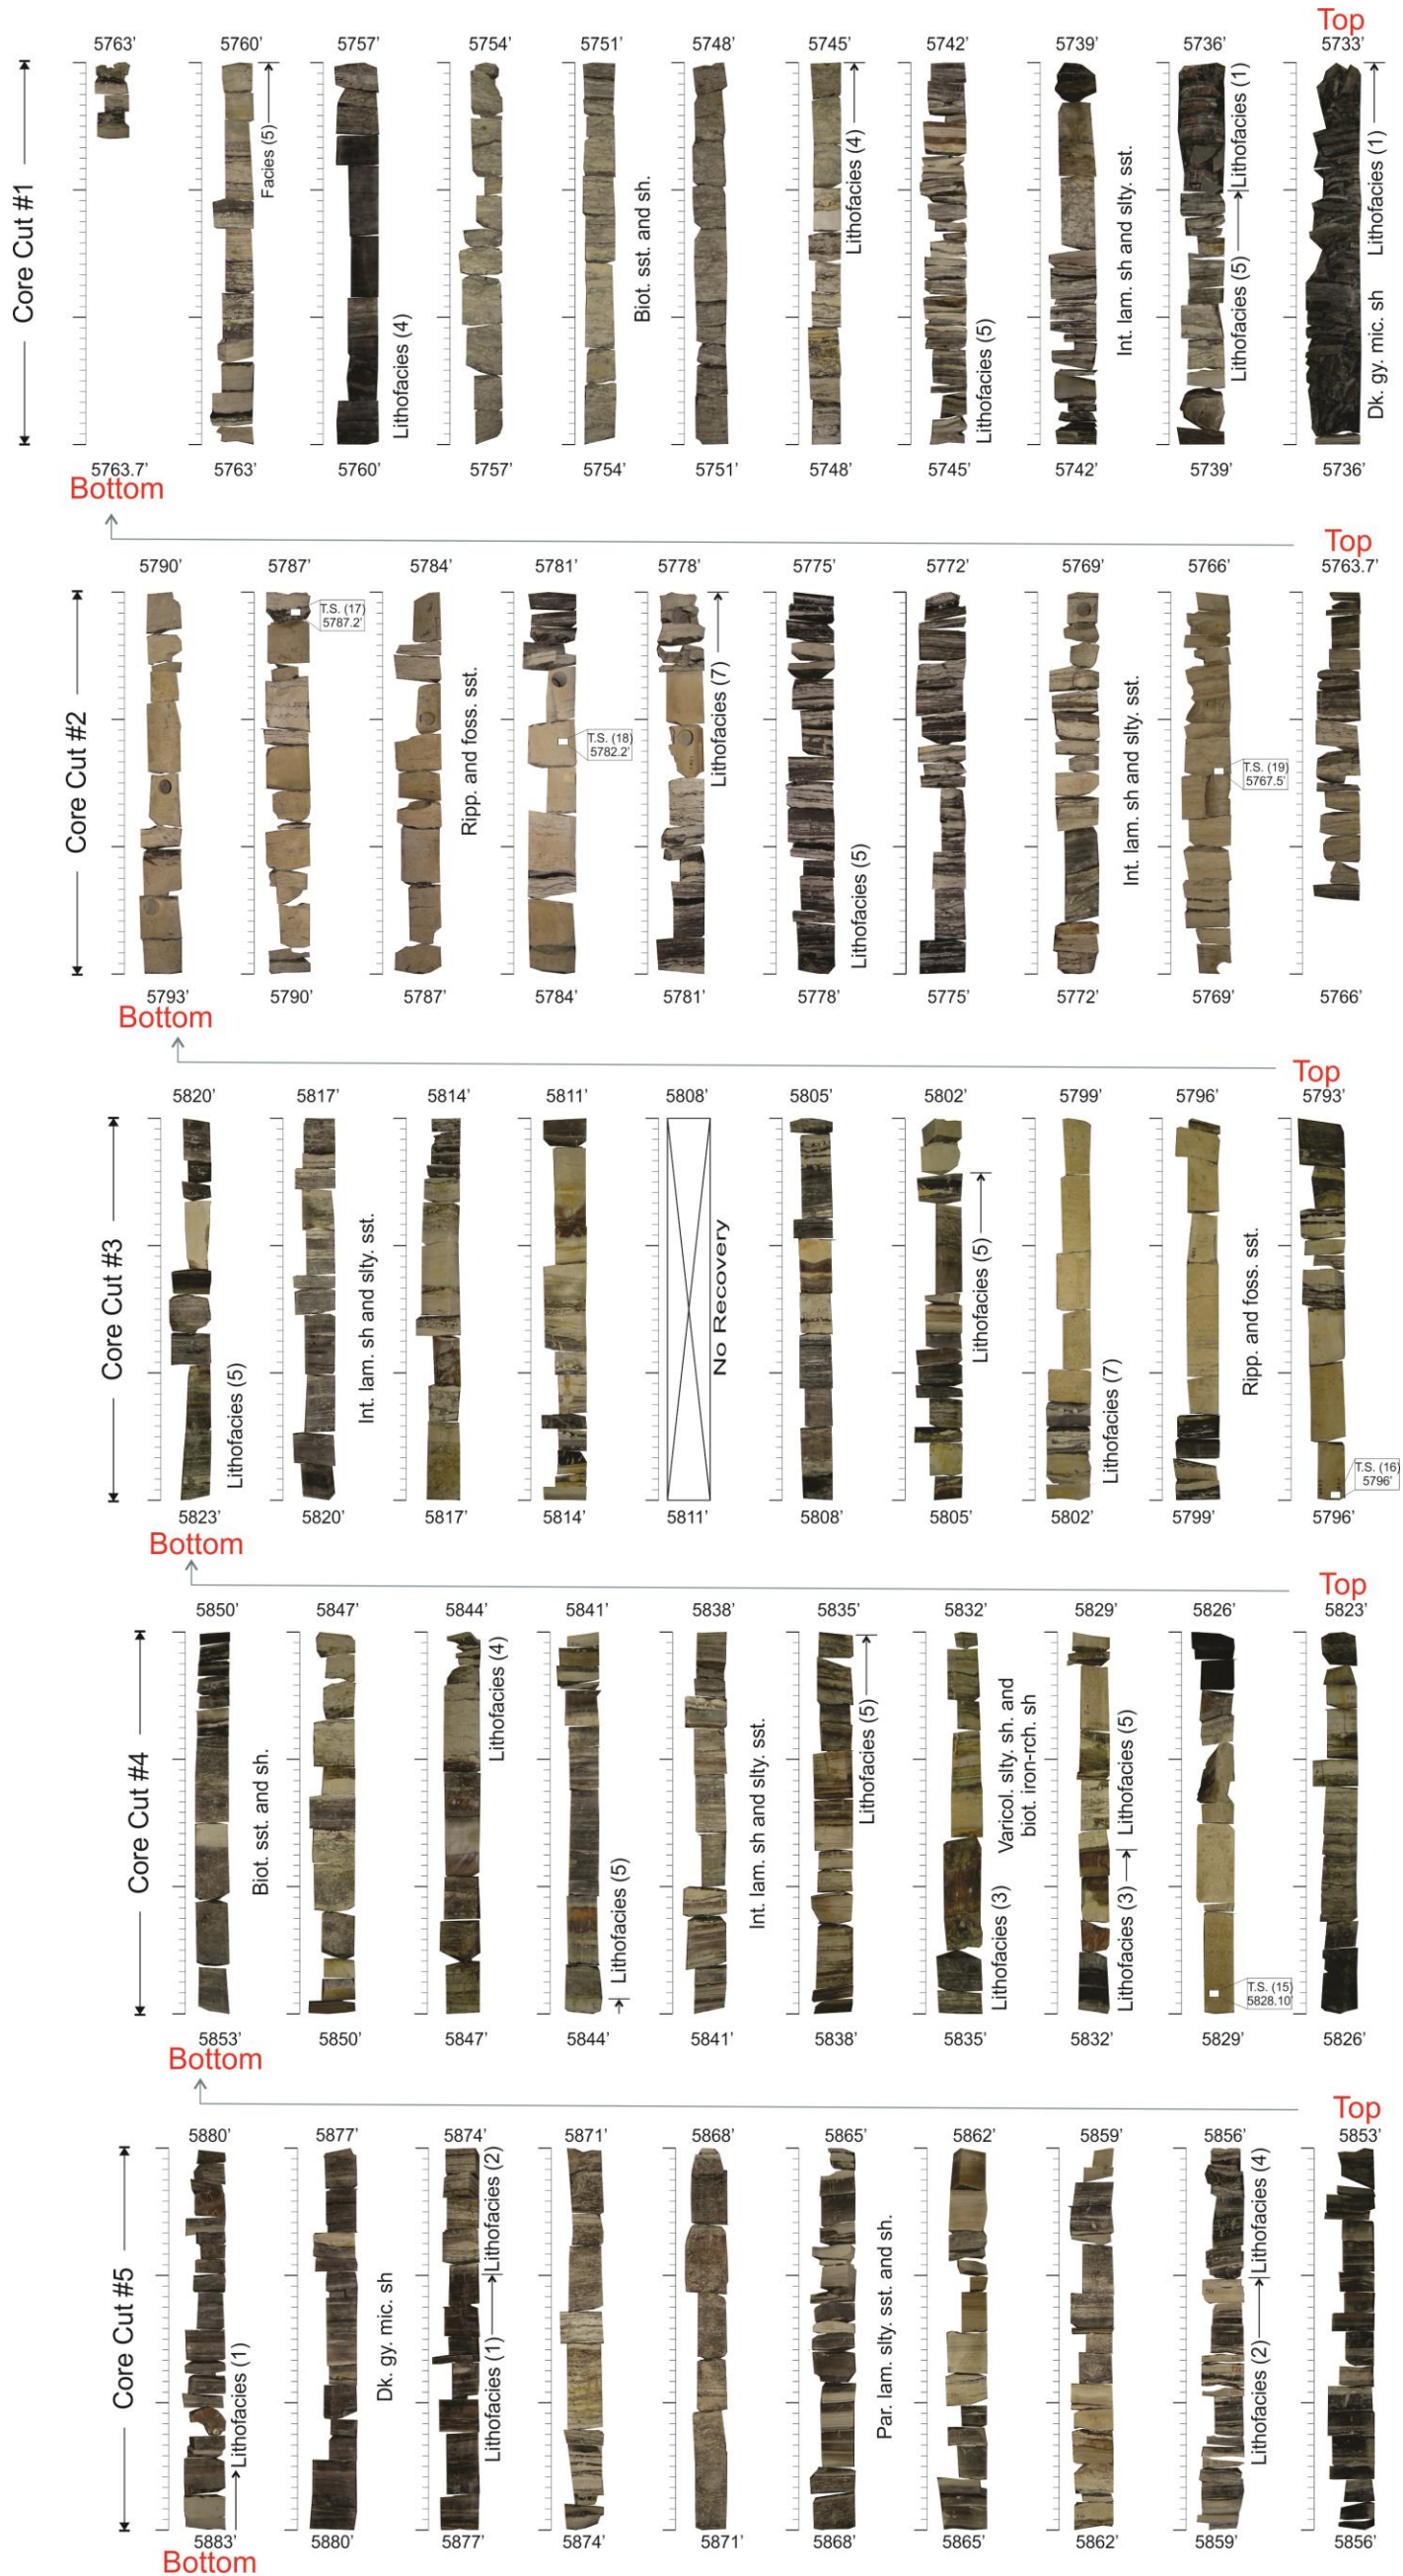 Top
5763’ 5760’ 5757’ 5754’ 5751’ 5748’ 5745’ 5742’ 5739’ 5736’ 5733’
Core Cut #1
Facies (5)
Lithofacies (4)
Biot. sst. and sh.
Lithofacies (4)
Lithofacies (5)
Int. lam. sh and slty. sst.
Lithofacies (5)
Lithofacies (1)
Dk. gy. mic. sh
Lithofacies (1)
5763.7’ 5763’ 5760’ 5757’ 5754’ 5751’ 5748’ 5745’ 5742’ 5739’ 5736’
Bottom
Top
5790’ 5787’ 5784’ 5781’ 5778’ 5775’ 5772’ 5769’ 5766’ 5763.7’
Core Cut #2
T.S. (17)
5787.2’
Ripp. and foss. sst.
T.S. (18)
5782.2’
Lithofacies (7)
Lithofacies (5)
Int. lam. sh and slty. sst.
T.S. (19)
5767.5’
5793’ 5790’ 5787’ 5784’ 5781’ 5778’ 5775’ 5772’ 5769’ 5766’
Bottom
Top
5820’ 5817’ 5814’ 5811’ 5808’ 5805’ 5802’ 5799’ 5796’ 5793’
Core Cut #3
Lithofacies (5)
Int. lam. sh and slty. sst.
No Recovery
Lithofacies (5)
Lithofacies (7)
Ripp. and foss. sst.
T.S. (16)
5796’
5823’ 5820’ 5817’ 5814’ 5811’ 5808’ 5805’ 5802’ 5799’ 5796’
Bottom
Top
5850’ 5847’ 5844’ 5841’ 5838’ 5835’ 5832’ 5829’ 5826’ 5823’
Core Cut #4
Biot. sst. and sh.
Lithofacies (4)
Lithofacies (5)
Int. lam. sh and slty. sst.
Lithofacies (5)
Varicol. slty. sh. and
biot. iron-rch. sh
Lithofacies (3)
Lithofacies (5)
Lithofacies (3)
T.S. (15)
5828.10’
5853’ 5850’ 5847’ 5844’ 5841’ 5838’ 5835’ 5832’ 5829’ 5826’
Bottom
Top
5880’ 5877’ 5874’ 5871’ 5868’ 5865’ 5862’ 5859’ 5856’ 5853’
Core Cut #5
Lithofacies (1)
Dk. gy. mic. sh
Lithofacies (2)
Lithofacies (1)
Par. lam. slty. sst. and sh.
Lithofacies (4)
Lithofacies (2)
5883’ 5880’ 5877’ 5874’ 5871’ 5868’ 5865’ 5862’ 5859’ 5856’
Bottom